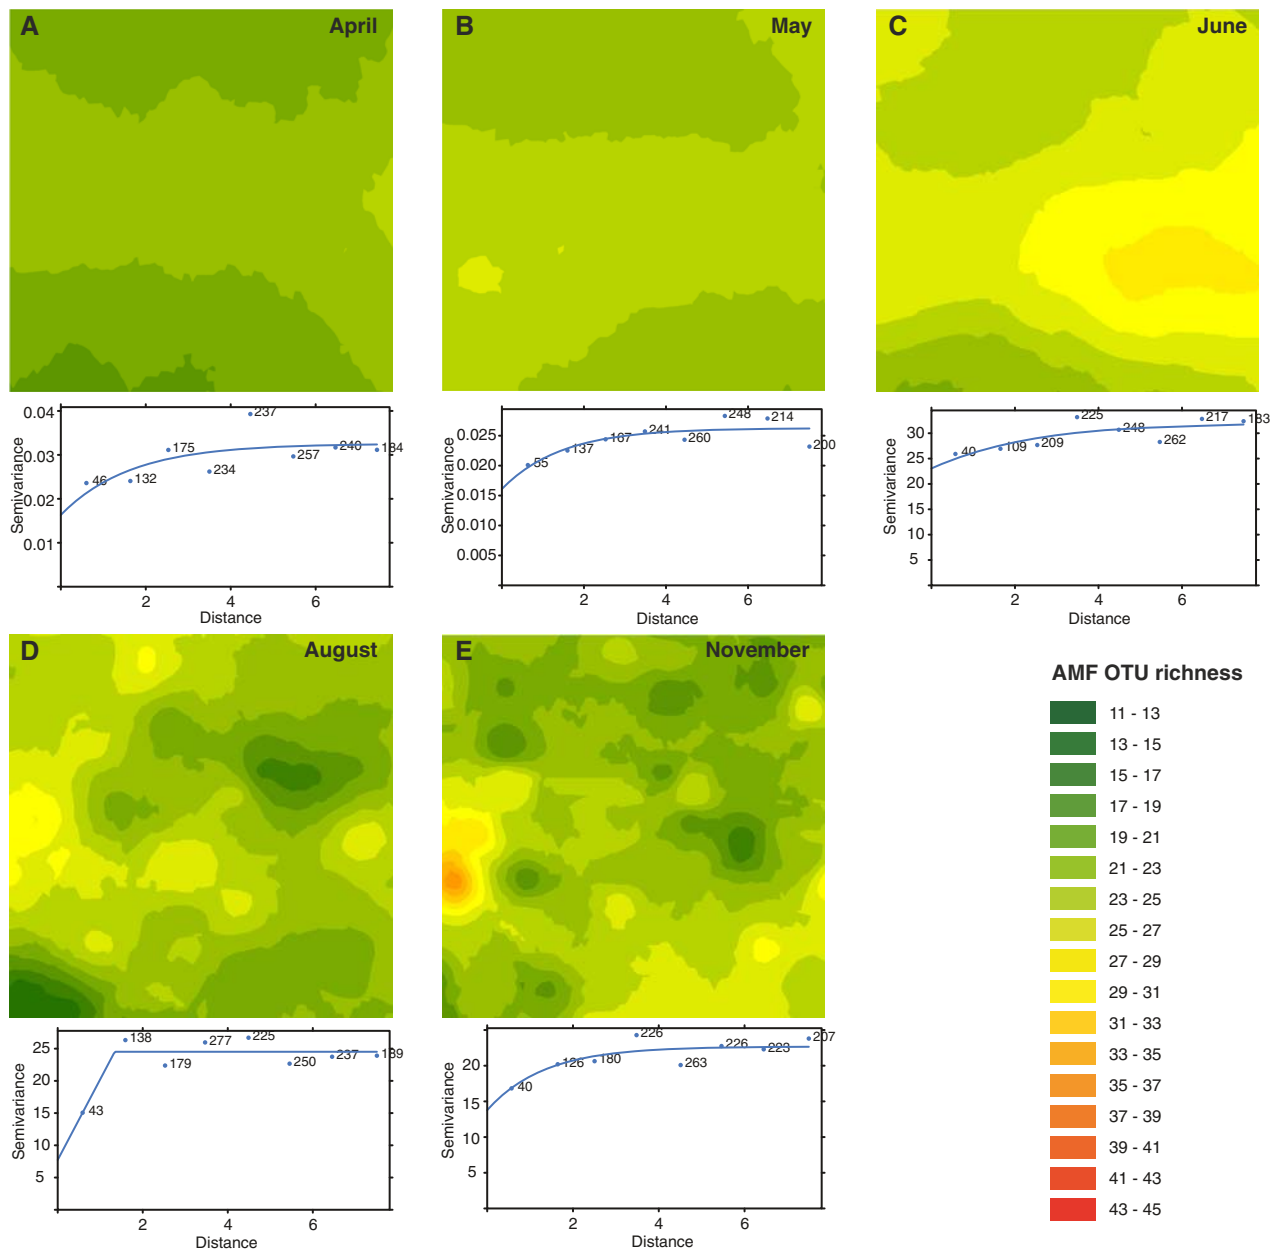 A April
B May
C June
0.04
0.03
0.02
0.01
Semivariance
46
132
175
234
237
257
240
184
2 4 6
Distance
0.025
0.020
0.015
0.010
0.005
Semivariance
55
137
187
241
260
248
214
200
2 4 6
Distance
30
25
20
15
10
5
Semivariance
40
109
209
225
248
262
217
183
2 4 6
Distance
D August
E November
25
20
15
10
5
Semivariance
43
138
179
277
225
250
237
189
2 4 6
Distance
20
15
10
5
Semivariance
40
126
180
226
263
226
223
207
2 4 6
Distance
AMF OTU richness
11 - 13
13 - 15
15 - 17
17 - 19
19 - 21
21 - 23
23 - 25
25 - 27
27 - 29
29 - 31
31 - 33
33 - 35
35 - 37
37 - 39
39 - 41
41 - 43
43 - 45